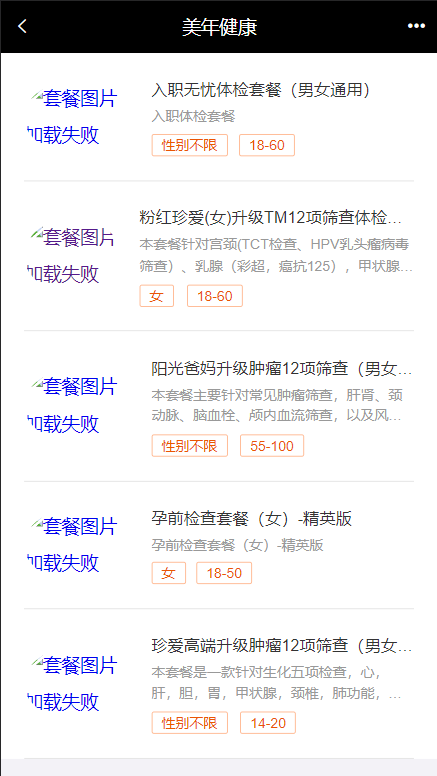 美年健康
入职无忧体检套餐（男女通用）
套餐图片
加载失败
入职体检套餐
性别不限
18-60
粉红珍爱(女)升级TM12项筛查体检...
套餐图片
加载失败
本套餐针对宫颈(TCT检查、HPV乳头瘤病毒
筛查）、乳腺（彩超，癌抗125），甲状腺...
女
18-60
阳光爸妈升级肿瘤12项筛查（男女...
套餐图片
加载失败
本套餐主要针对常见肿瘤筛查，肝肾、颈
动脉、脑血栓、颅内血流筛查，以及风...
性别不限
55-100
孕前检查套餐（女）-精英版
套餐图片
加载失败
孕前检查套餐（女）-精英版
女
18-50
珍爱高端升级肿瘤12项筛查（男女...
套餐图片
加载失败
本套餐是一款针对生化五项检查，心，
肝，胆，胃，甲状腺，颈椎，肺功能，...
性别不限
14-20